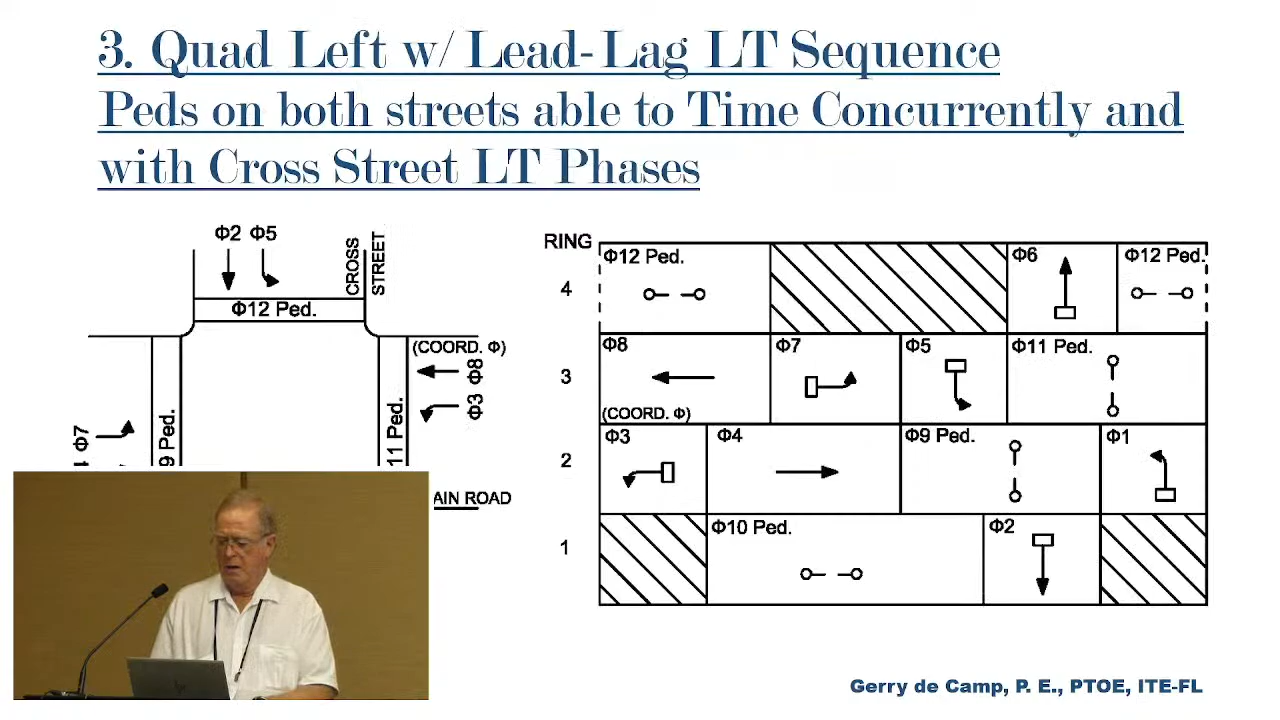 3. Quad Left w/ Lead-Lag LT Sequence
Peds on both streets able to Time Concurrently and
with Cross Street LT Phases
Φ2 Φ5
CROSS
STREET
Φ12 Ped.
(COORD. Φ)
Φ8
Φ3
Φ7
9 Ped.
11 Ped.
AIN ROAD
RING
4
Φ12 Ped.
Φ6
Φ12 Ped.
3
Φ8
(COORD. Φ)
Φ7
Φ5
Φ11 Ped.
2
Φ3
Φ4
Φ9 Ped.
Φ1
1
Φ10 Ped.
Φ2
Gerry de Camp, P. E., PTOE, ITE-FL